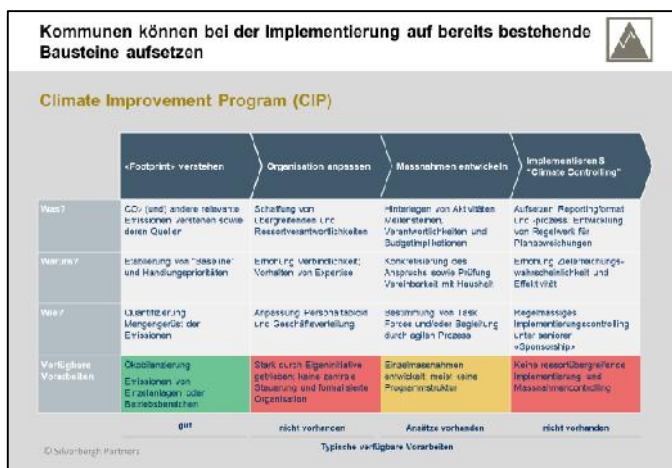 Kommunen können bei der Implementierung auf bereits bestehende
Bausteine aufsetzen
Climate Improvement Program (CIP)
«Footprint» verstehen
Organisation anpassen
Massnahmen entwickeln
Implementieren &
"Climate Controlling"
Was?
CO₂ (und) andere relevante
Emissionen verstehen sowie
deren Quellen
Schaffung von
übergreifenden und
Ressortverantwortlichkeiten
Hinterlegen von Aktivitäten
Meilensteinen,
Verantwortlichkeiten und
Budgetimplikationen
Aufsetzen Reportingformat
und -prozess, Entwicklung
von Regelwerk für
Planabweichungen
Warum?
Etablierung von "Baseline"
und Handlungsprioritäten
Erhöhung Verbindlichkeit;
Vorhalten von Expertise
Konkretisierung des
Anspruchs sowie Prüfung
Vereinbarkeit mit Haushalt
Erhöhung Zielerreichungs-
wahrscheinlichkeit und
Effektivität
Wie?
Quantifizierung
Mengengerüst der
Emissionen
Anpassung Personaltableau
und Geschäftsverteilung
Bestimmung von Task
Forces und/oder Begleitung
durch agilen Prozess
Regelmässiges
Implementierungscontrolling
unter seniorer
«Sponsorship»
Verfügbare
Vorarbeiten
Ökobilanzierung
Emissionen von
Einzelanlagen oder
Betriebsbereichen
Stark durch Eigeninitiative
getrieben; keine zentrale
Steuerung und formalisierte
Organisation
Einzelmassnahmen
entwickelt, meist keine
Programmstruktur
Keine ressortübergreifende
Implementierung und
Massnahmencontrolling
gut
nicht vorhanden
Ansätze vorhanden
nicht vorhanden
Typische verfügbare Vorarbeiten
© Silverbergh Partners